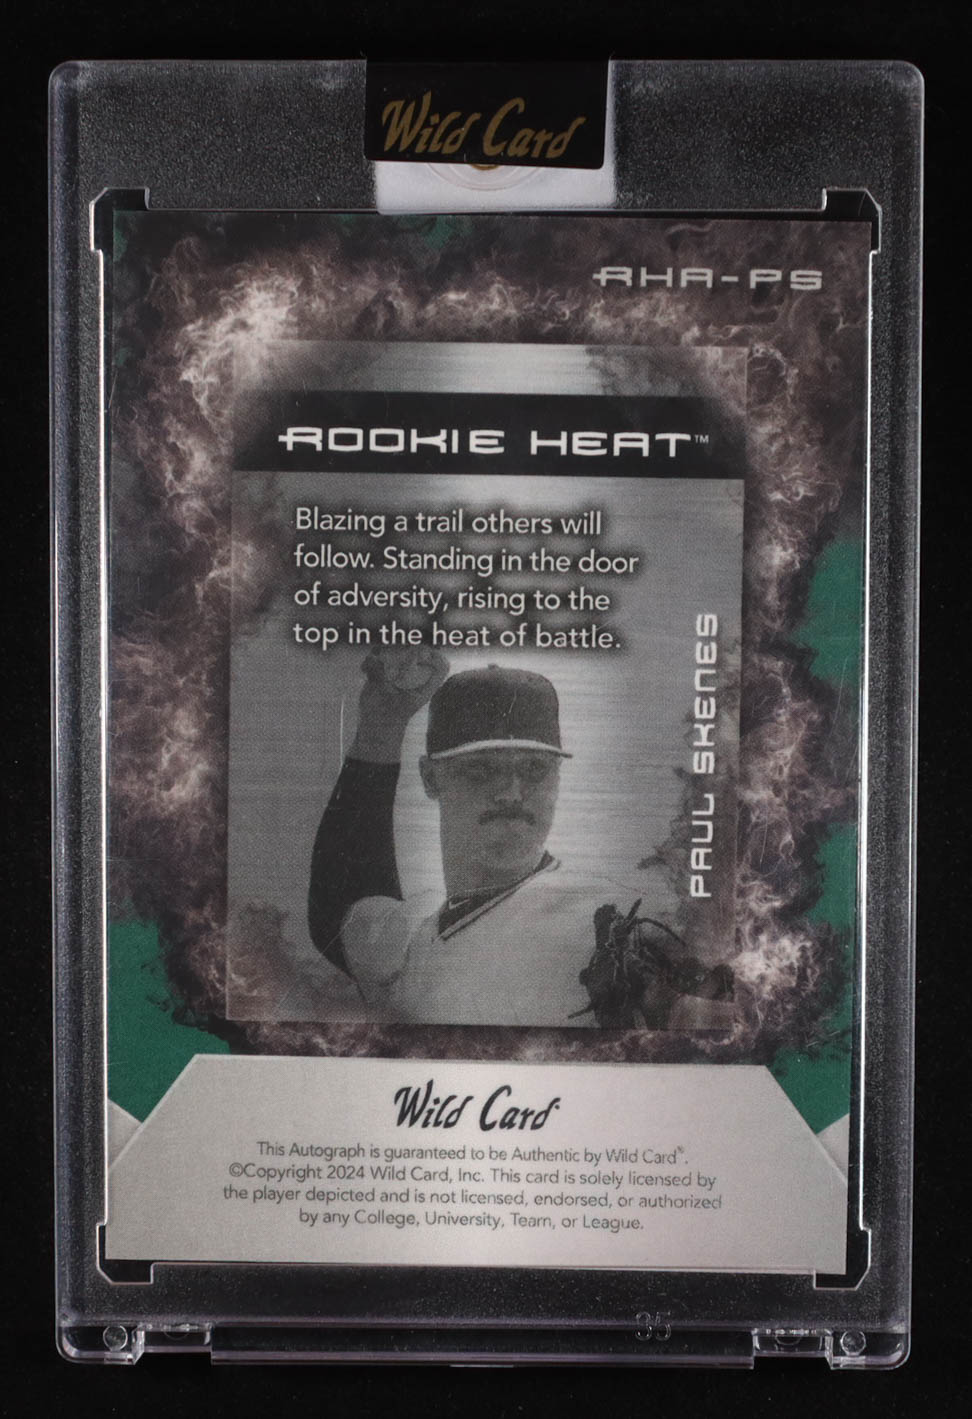 Wild Card
RHA-PS
ROOKIE HEAT™
Blazing a trail others will
follow. Standing in the door
of adversity, rising to the
top in the heat of battle.
PAUL SKENES
Wild Card
This Autograph is guaranteed to be Authentic by Wild Card®.
©Copyright 2024 Wild Card, Inc. This card is solely licensed by
the player depicted and is not licensed, endorsed, or authorized
by any College, University, Team, or League.
35